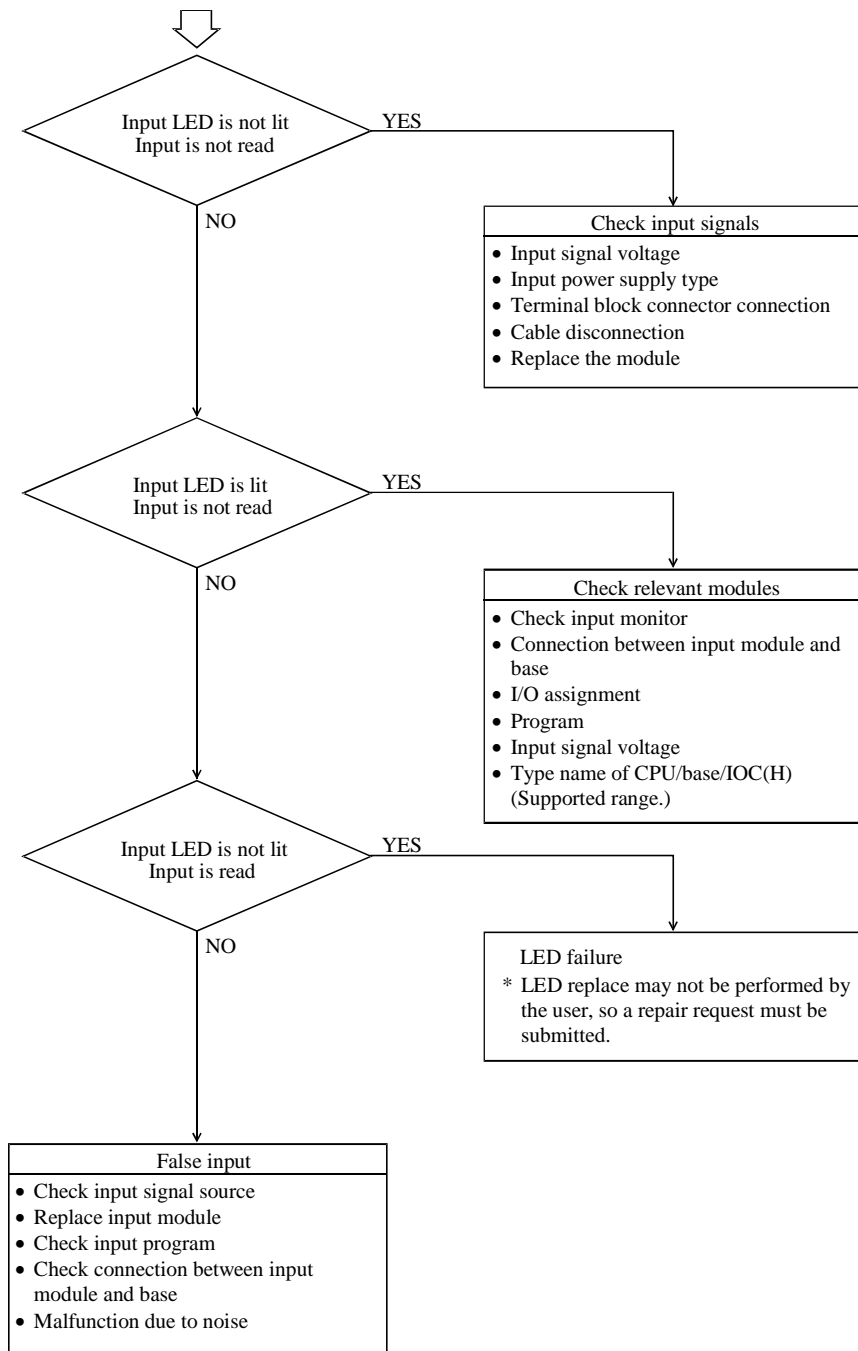 Input LED is not lit
Input is not read
YES
NO
Check input signals
• Input signal voltage
• Input power supply type
• Terminal block connector connection
• Cable disconnection
• Replace the module
Input LED is lit
Input is not read
YES
NO
Check relevant modules
• Check input monitor
• Connection between input module and
base
• I/O assignment
• Program
• Input signal voltage
• Type name of CPU/base/IOC(H)
(Supported range.)
Input LED is not lit
Input is read
YES
NO
LED failure
* LED replace may not be performed by
the user, so a repair request must be
submitted.
False input
• Check input signal source
• Replace input module
• Check input program
• Check connection between input
module and base
• Malfunction due to noise